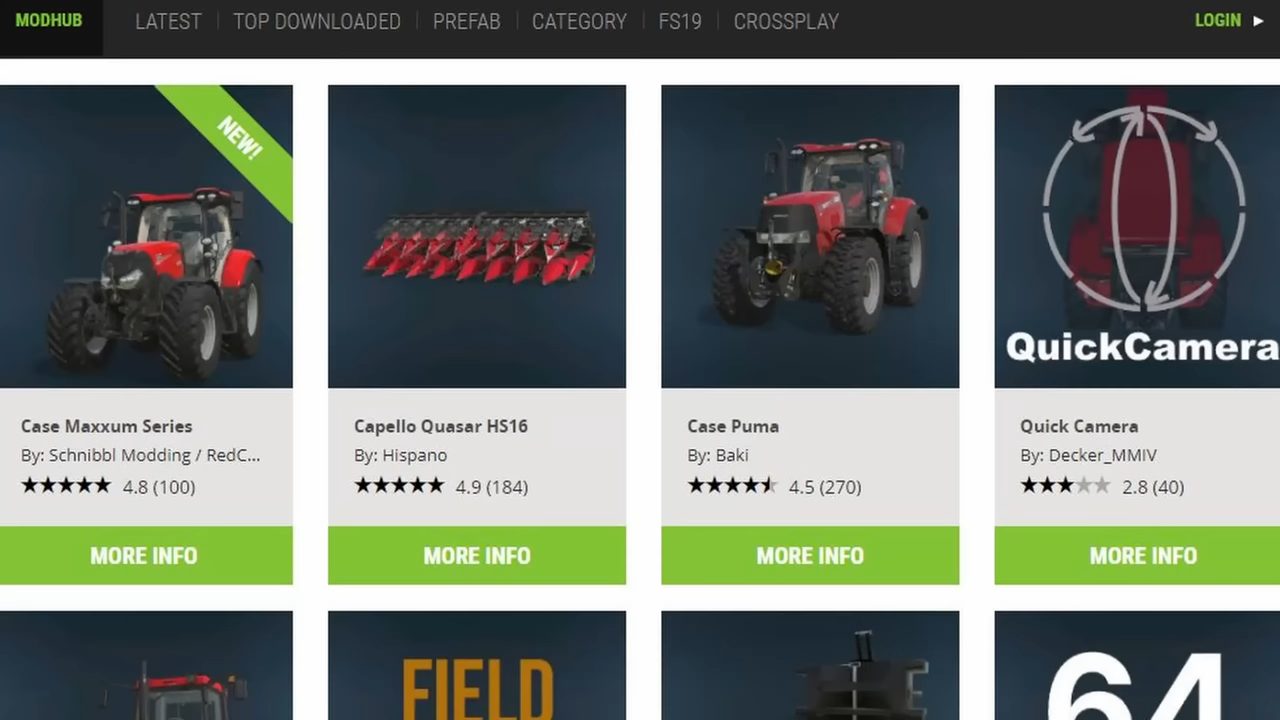 MODHUB
LATEST
TOP DOWNLOADED
PREFAB
CATEGORY
FS19
CROSSPLAY
LOGIN
NEW!
QuickCamera
Case Maxxum Series
By: Schnibbl Modding / RedC...
4.8 (100)
MORE INFO
Capello Quasar HS16
By: Hispano
4.9 (184)
MORE INFO
Case Puma
By: Baki
4.5 (270)
MORE INFO
Quick Camera
By: Decker_MMIV
2.8 (40)
MORE INFO
FIELD
64